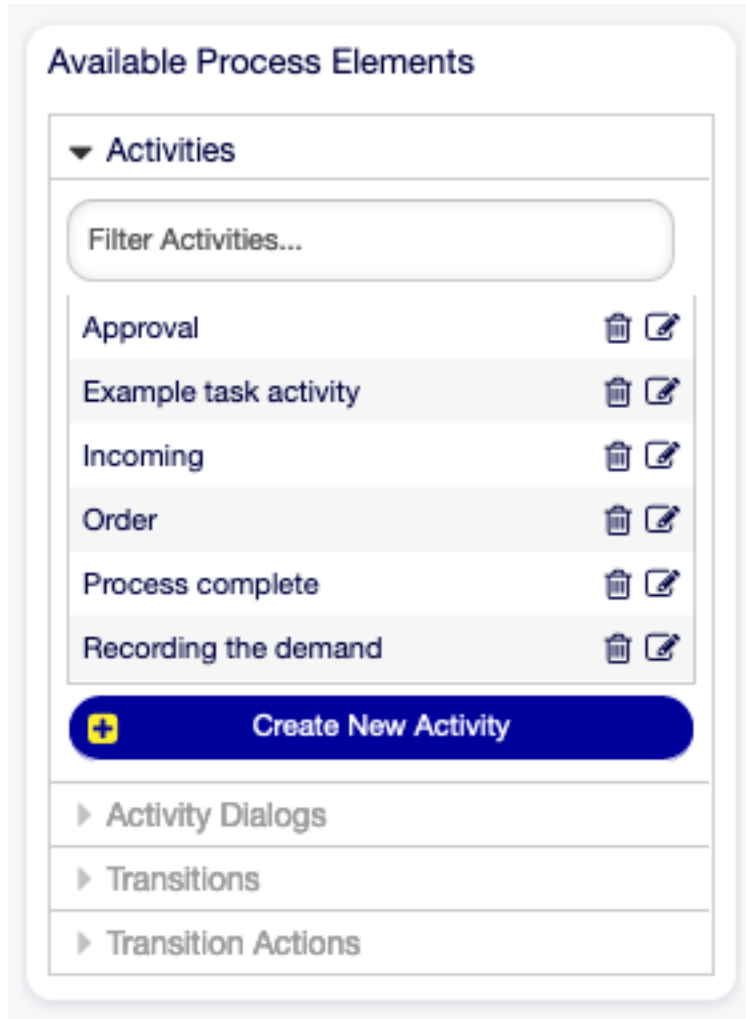 Available Process Elements
Activities
Filter Activities...
Approval
Example task activity
Incoming
Order
Process complete
Recording the demand
Create New Activity
Activity Dialogs
Transitions
Transition Actions